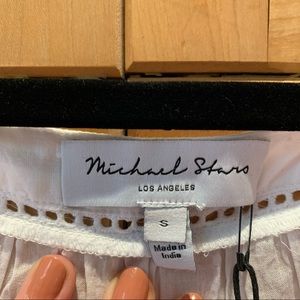 Michael Stars
LOS ANGELES
S
Made in
India